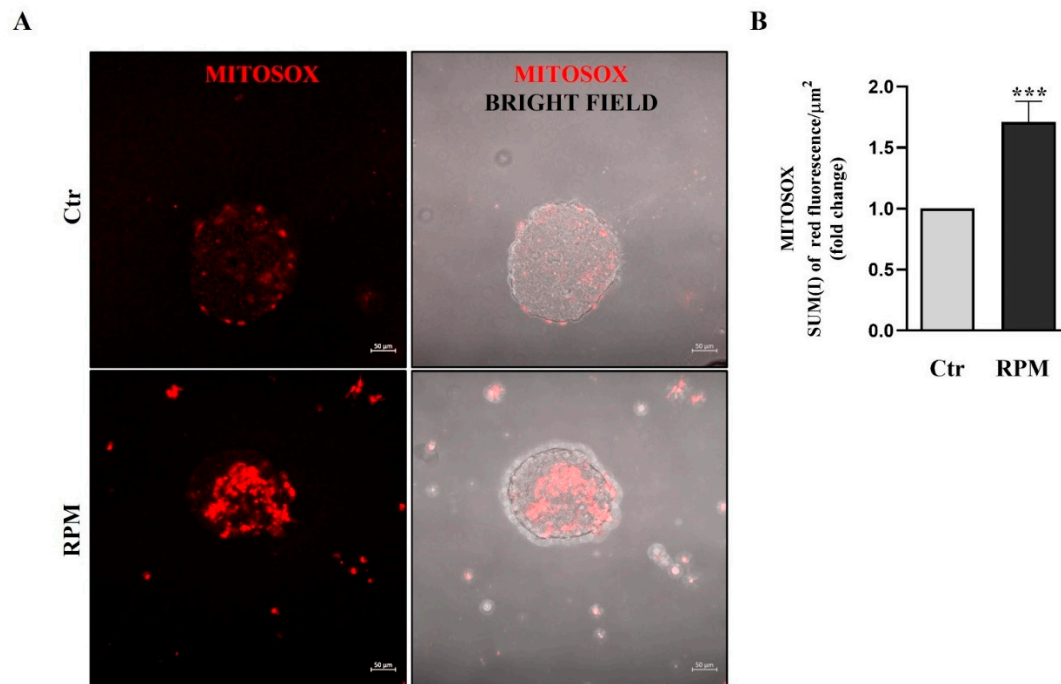 A
B
MITOSOX
MITOSOX
BRIGHT FIELD
Ctr
50 µm
50 µm
RPM
50 µm
50 µm
MITOSOX
SUM(I) of red fluorescence/µm²
(fold change)
2.0
1.5
1.0
0.5
0.0
***
Ctr
RPM